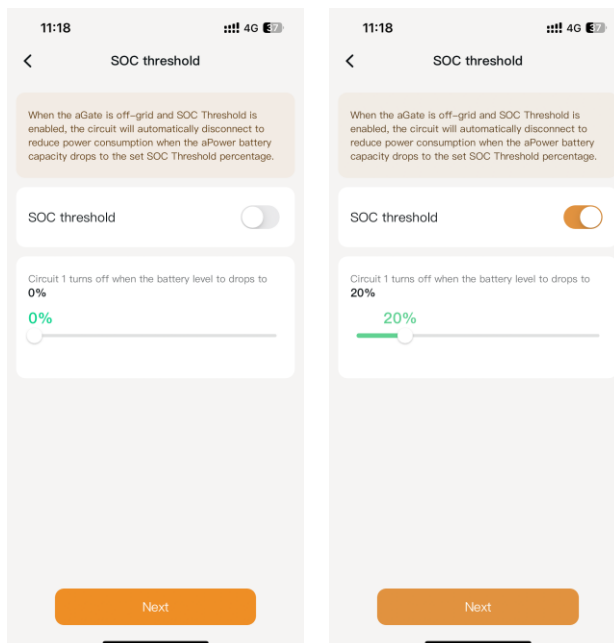 11:18 4G 37
SOC threshold
When the aGate is off-grid and SOC Threshold is
enabled, the circuit will automatically disconnect to
reduce power consumption when the aPower battery
capacity drops to the set SOC Threshold percentage.
SOC threshold
Circuit 1 turns off when the battery level to drops to
0%
0%
Next
11:18 4G 37
SOC threshold
When the aGate is off-grid and SOC Threshold is
enabled, the circuit will automatically disconnect to
reduce power consumption when the aPower battery
capacity drops to the set SOC Threshold percentage.
SOC threshold
Circuit 1 turns off when the battery level to drops to
20%
20%
Next